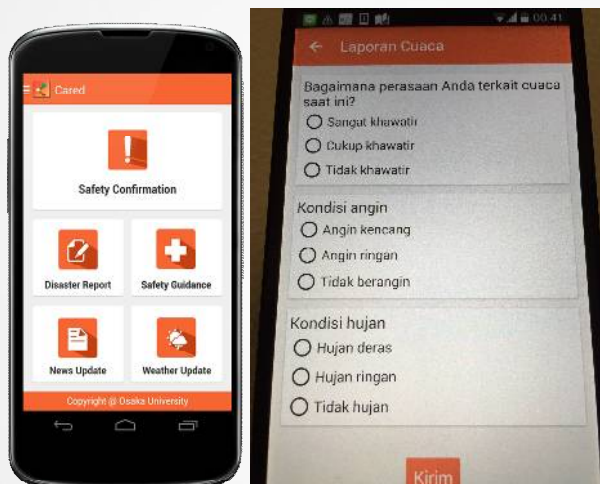 Cared
Safety Confirmation
Disaster Report
Safety Guidance
News Update
Weather Update
Copyright @ Osaka University
00.41
Laporan Cuaca
Bagaimana perasaan Anda terkait cuaca
saat ini?
Sangat khawatir
Cukup khawatir
Tidak khawatir
Kondisi angin
Angin kencang
Angin ringan
Tidak berangin
Kondisi hujan
Hujan deras
Hujan ringan
Tidak hujan
Kirim